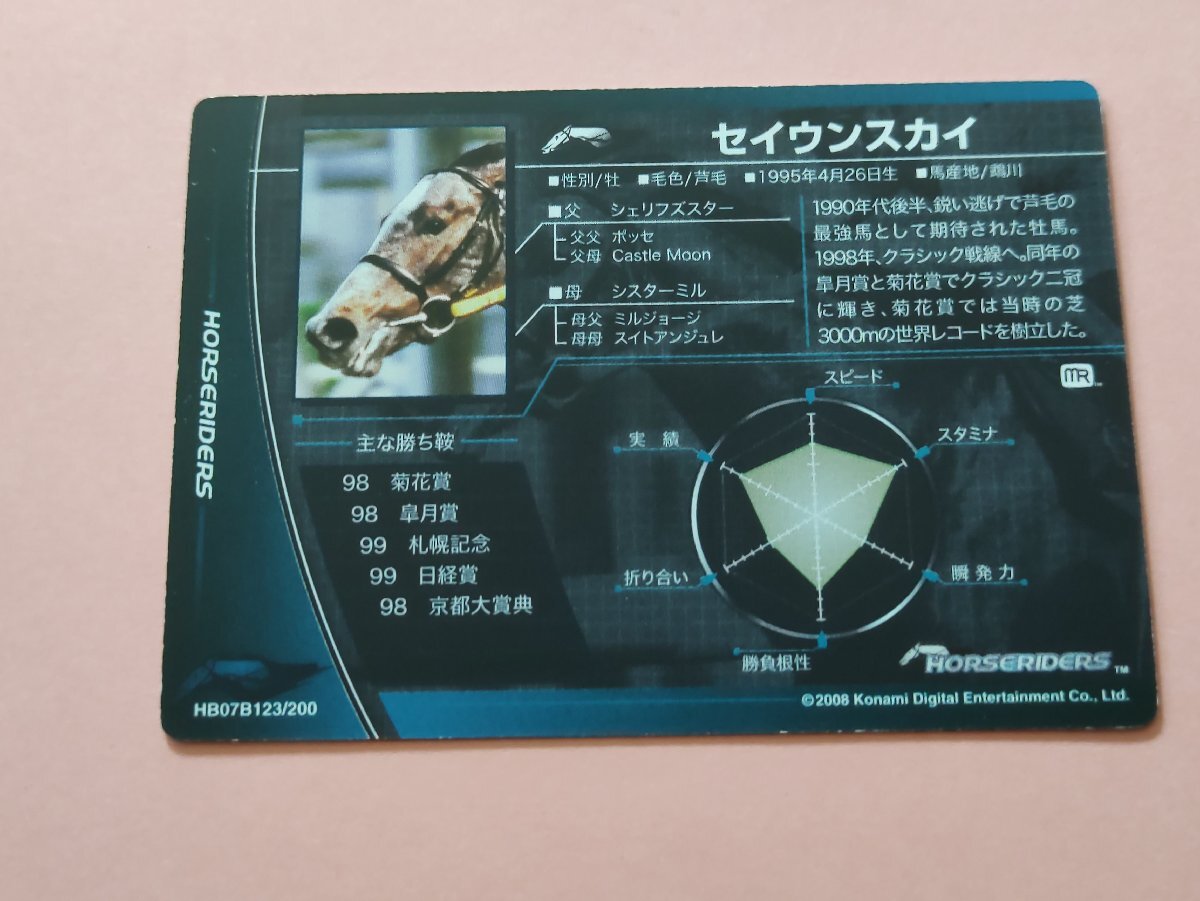 セイウンスカイ
■性別/牡 ■毛色/芦毛 ■1995年4月26日生 ■馬産地/鵡川
■父 シェリフズスター
父父 ポッセ
父母 Castle Moon
■母 シスターミル
母父 ミルジョージ
母母 スイトアンジュレ
1990年代後半、鋭い逃げで芦毛の
最強馬として期待された牡馬。
1998年、クラシック戦線へ。同年の
皐月賞と菊花賞でクラシック二冠
に輝き、菊花賞では当時の芝
3000mの世界レコードを樹立した。
MR
HORSERIDERS
主な勝ち鞍
98 菊花賞
98 皐月賞
99 札幌記念
99 日経賞
98 京都大賞典
スピード
スタミナ
瞬発力
勝負根性
折り合い
実績
HORSERIDERS™
HB07B123/200
©2008 Konami Digital Entertainment Co., Ltd.